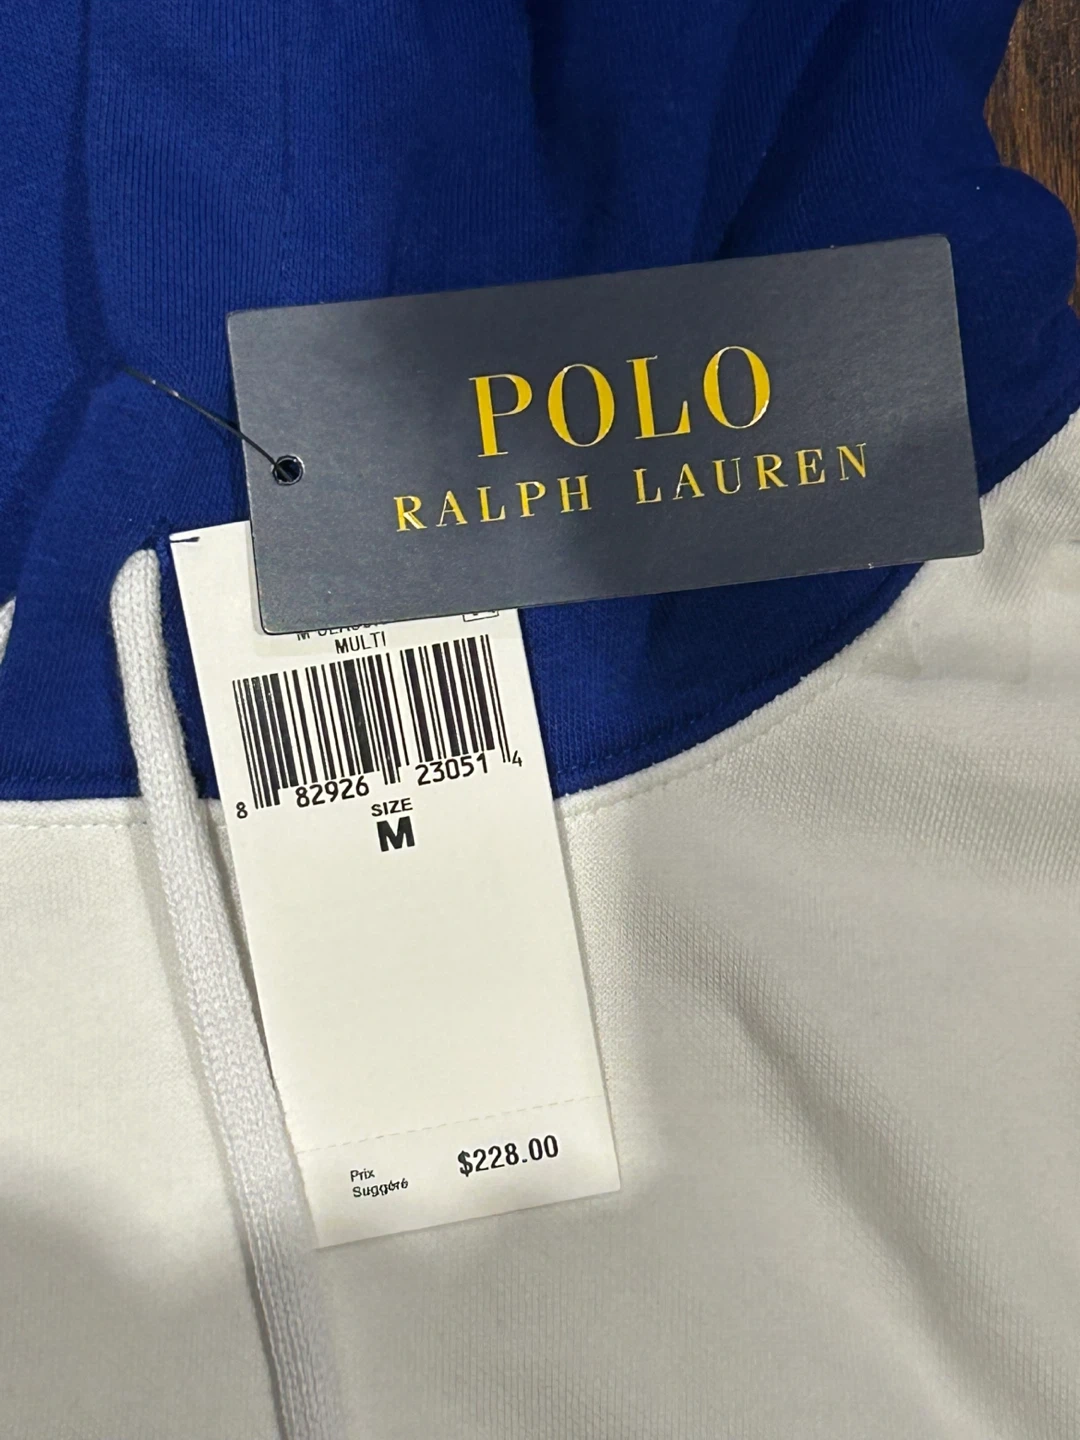 POLO
RALPH LAUREN
MULTI
8 82926 23051 4
SIZE
M
Prix
Suggéré
$228.00